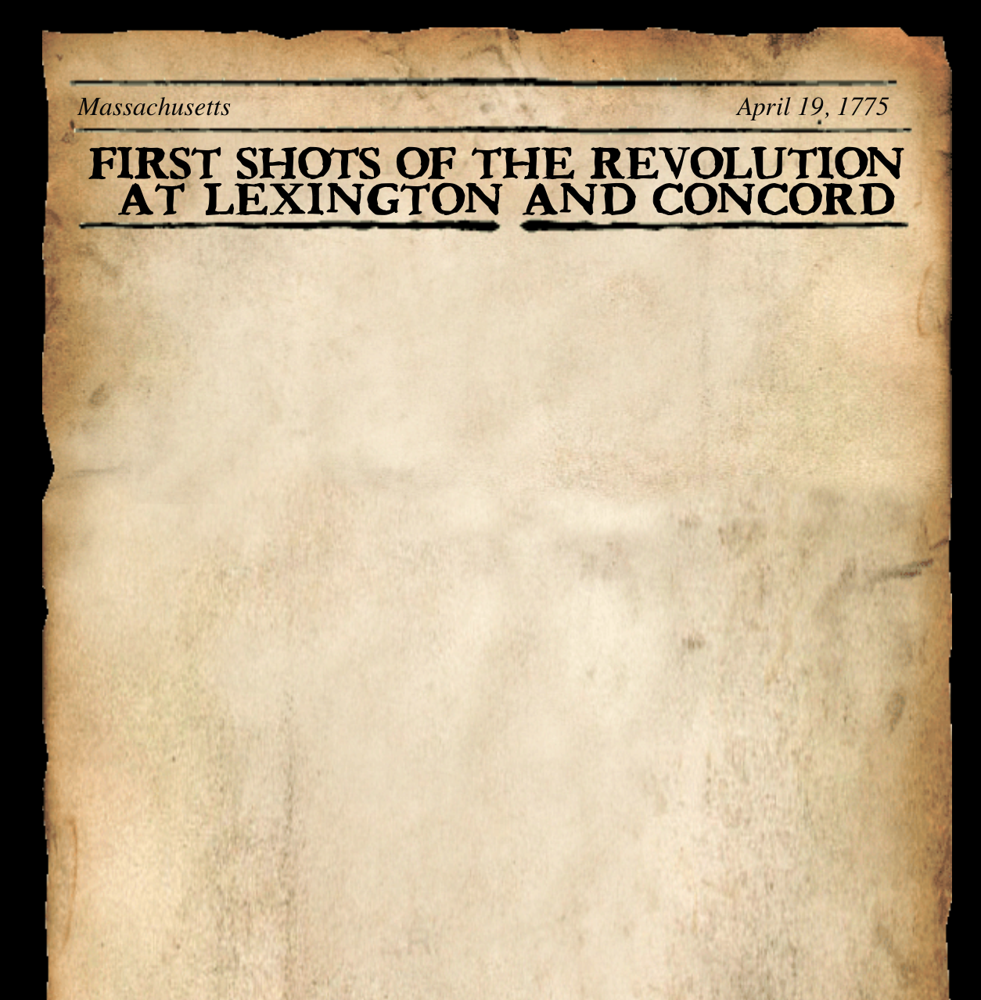 Massachusetts April 19, 1775
FIRST SHOTS OF THE REVOLUTION
AT LEXINGTON AND CONCORD